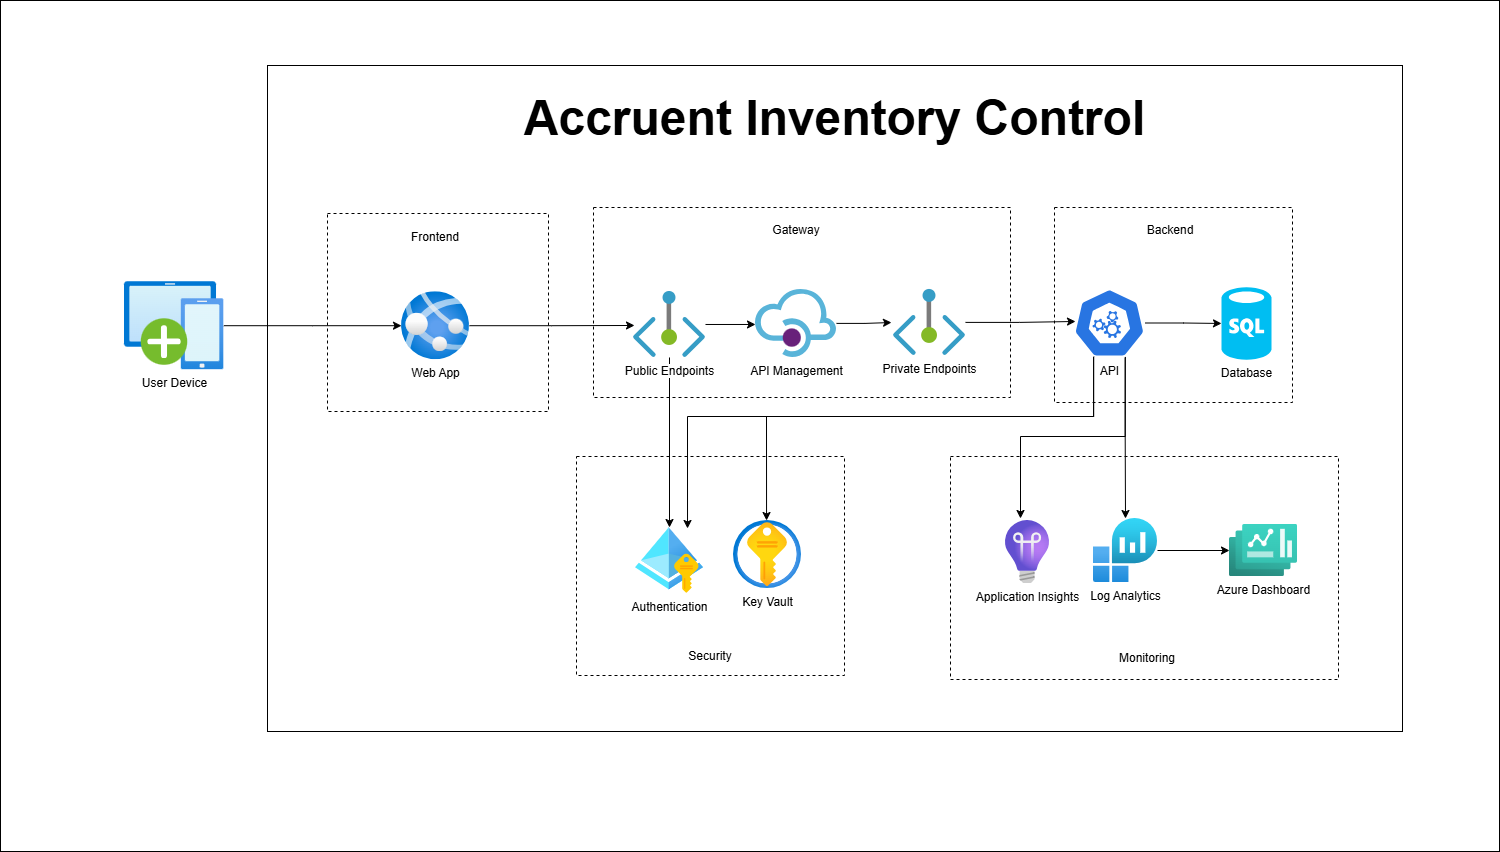 Accruent Inventory Control
Frontend
Gateway
Backend
SQL
User Device
Web App
Public Endpoints
API Management
Private Endpoints
API
Database
Authentication
Key Vault
Application Insights
Log Analytics
Azure Dashboard
Security
Monitoring